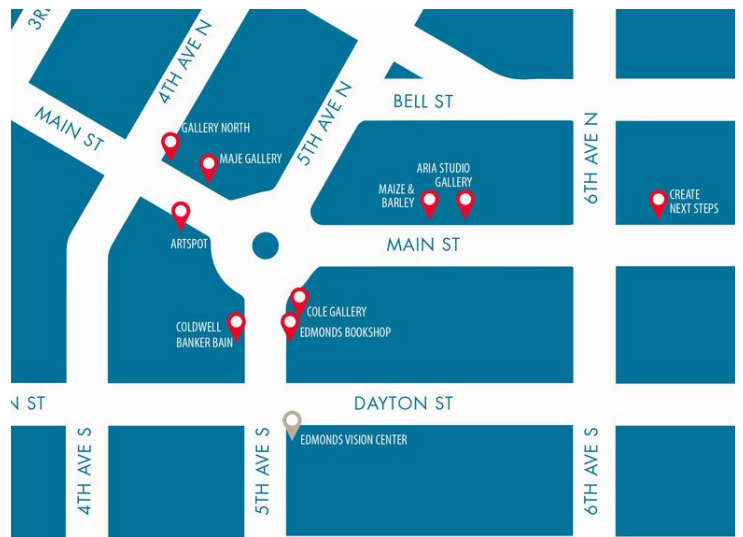 3RD
4TH AVE N
5TH AVE N
BELL ST
6TH AVE N
MAIN ST
GALLERY NORTH
MAJE GALLERY
ARIA STUDIO
GALLERY
MAIZE &
BARLEY
CREATE
NEXT STEPS
ARTSPOT
MAIN ST
COLE GALLERY
EDMONDS BOOKSHOP
COLDWELL
BANKER BAIN
N ST
DAYTON ST
EDMONDS VISION CENTER
4TH AVE S
5TH AVE S
6TH AVE S